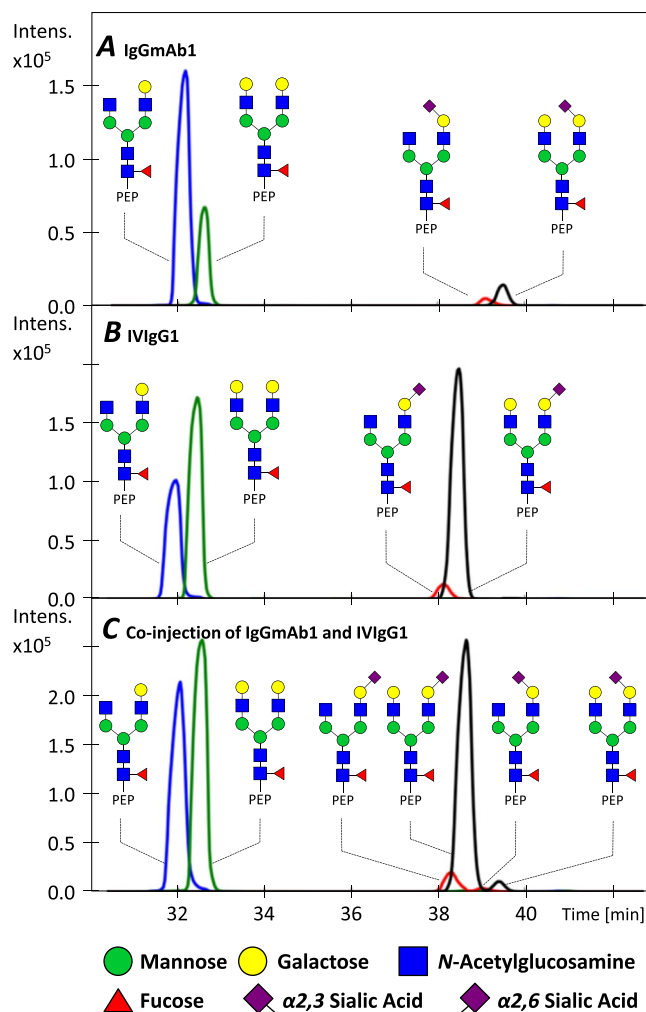 Intens.
x10⁵
A IgGmAb1
1.5
1.0
0.5
0.0
PEP
PEP
PEP
PEP
Intens.
x10⁵
B IVIgG1
1.5
1.0
0.5
0.0
PEP
PEP
PEP
PEP
Intens.
x10⁵
C Co-injection of IgGmAb1 and IVIgG1
2.0
1.5
1.0
0.5
0.0
PEP
PEP
PEP
PEP
PEP
PEP
32 34 36 38 40 Time [min]
Mannose Galactose N-Acetylglucosamine
Fucose α2,3 Sialic Acid α2,6 Sialic Acid